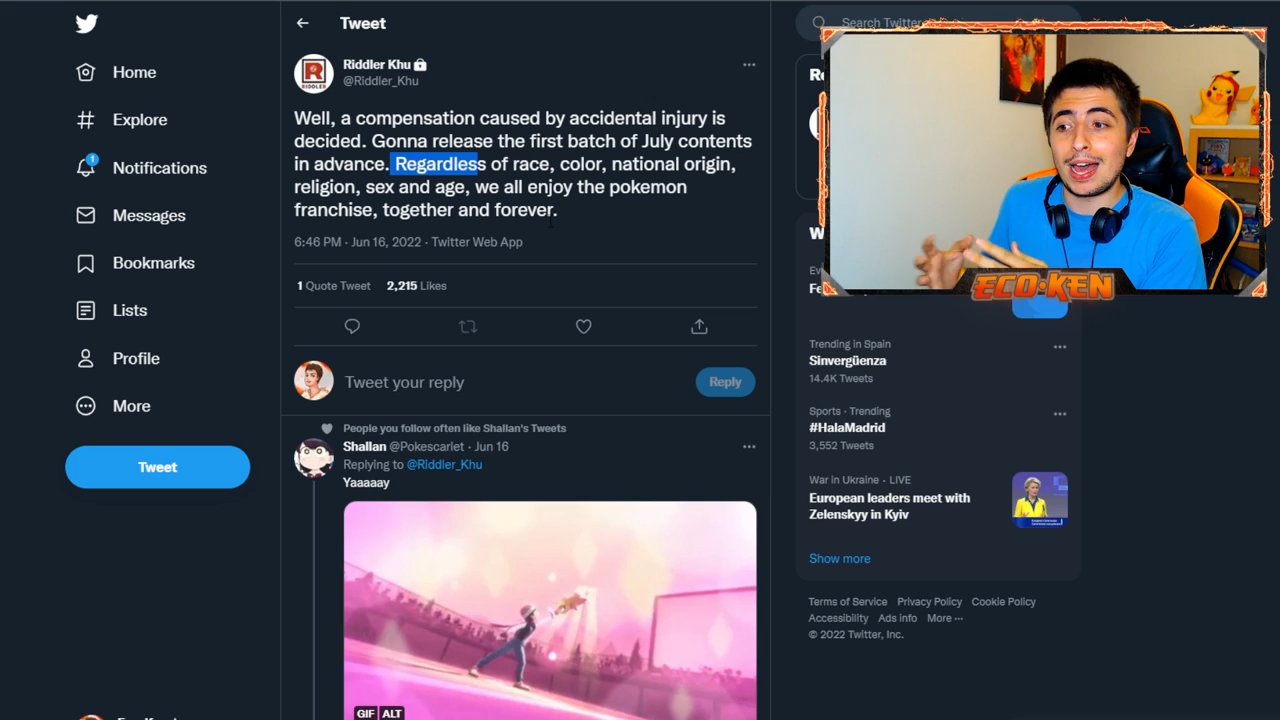 Home
Explore
1
Notifications
Messages
Bookmarks
Lists
Profile
More
Tweet
Tweet
Riddler Khu
@Riddler_Khu
RIDDLER
Well, a compensation caused by accidental injury is
decided. Gonna release the first batch of July contents
in advance. Regardless of race, color, national origin,
religion, sex and age, we all enjoy the pokemon
franchise, together and forever.
6:46 PM · Jun 16, 2022 · Twitter Web App
1 Quote Tweet 2,215 Likes
Tweet your reply
Reply
People you follow often like Shallan's Tweets
Shallan @Pokescarlet · Jun 16
Replying to @Riddler_Khu
Yaaaaay
GIF ALT
Search Twitter
ECO·KEN
Trending in Spain
Sinvergüenza
14.4K Tweets
Sports · Trending
#HalaMadrid
3,552 Tweets
War in Ukraine · LIVE
European leaders meet with
Zelenskyy in Kyiv
Show more
Terms of Service Privacy Policy Cookie Policy
Accessibility Ads info More ···
© 2022 Twitter, Inc.